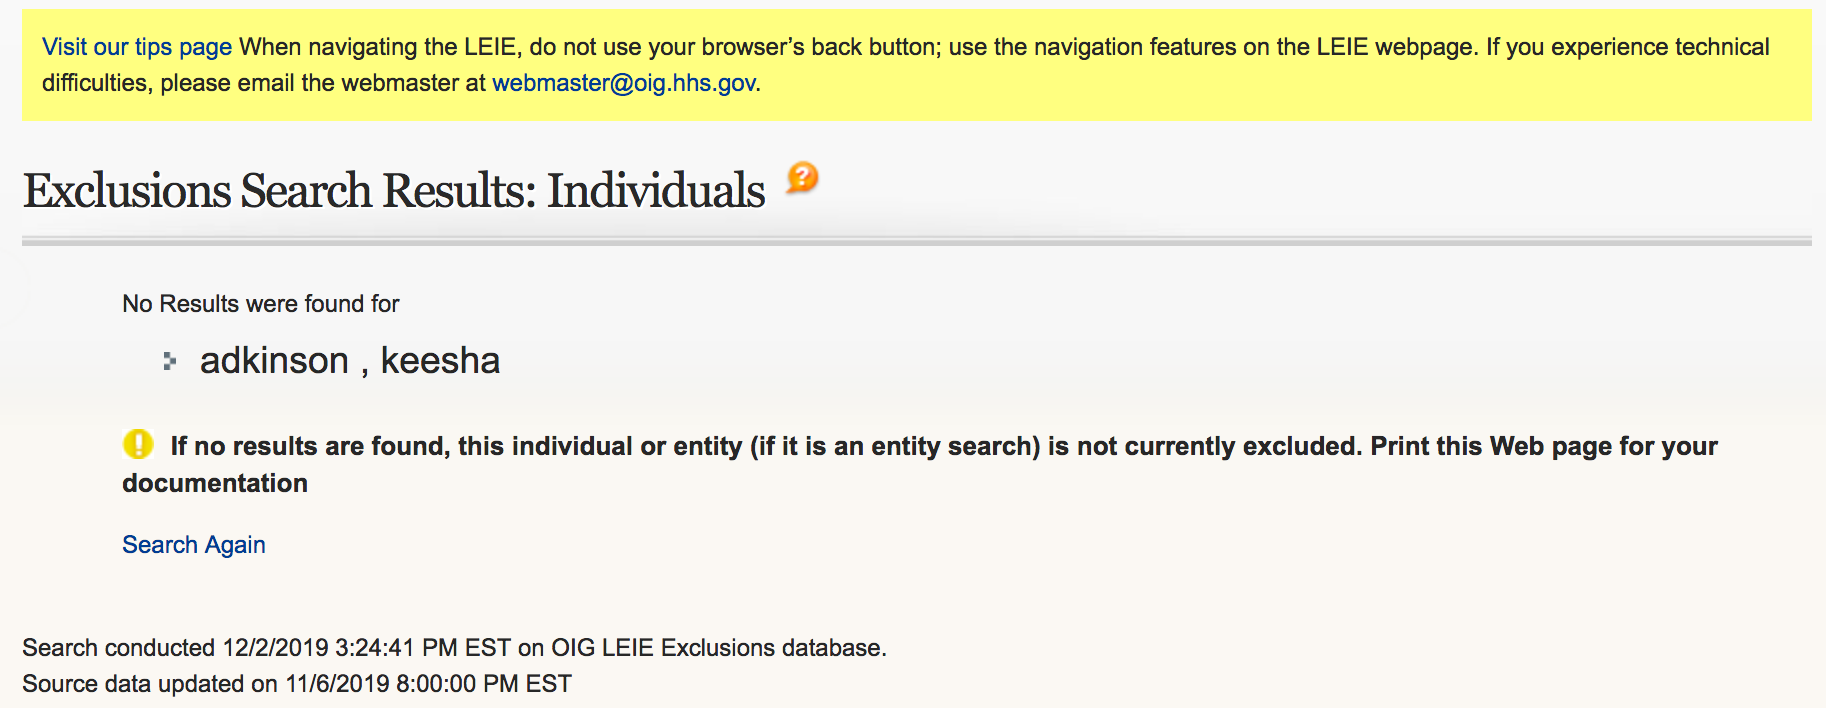 Visit our tips page When navigating the LEIE, do not use your browser’s back button; use the navigation features on the LEIE webpage. If you experience technical
difficulties, please email the webmaster at webmaster@oig.hhs.gov.
Exclusions Search Results: Individuals ?
No Results were found for
adkinson , keesha
! If no results are found, this individual or entity (if it is an entity search) is not currently excluded. Print this Web page for your
documentation
Search Again
Search conducted 12/2/2019 3:24:41 PM EST on OIG LEIE Exclusions database.
Source data updated on 11/6/2019 8:00:00 PM EST